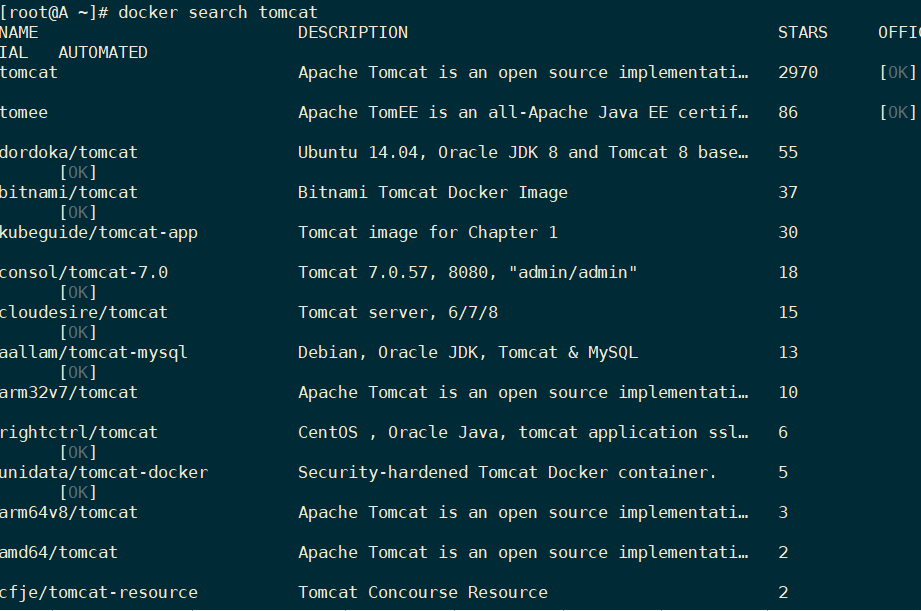 [root@A ~]# docker search tomcat
NAME DESCRIPTION STARS OFFIC
IAL AUTOMATED
tomcat Apache Tomcat is an open source implementati… 2970 [OK]
tomee Apache TomEE is an all-Apache Java EE certif… 86 [OK]
dordoka/tomcat Ubuntu 14.04, Oracle JDK 8 and Tomcat 8 base… 55
[OK]
bitnami/tomcat Bitnami Tomcat Docker Image 37
[OK]
kubeguide/tomcat-app Tomcat image for Chapter 1 30
consol/tomcat-7.0 Tomcat 7.0.57, 8080, "admin/admin" 18
[OK]
cloudesire/tomcat Tomcat server, 6/7/8 15
[OK]
aallam/tomcat-mysql Debian, Oracle JDK, Tomcat & MySQL 13
[OK]
arm32v7/tomcat Apache Tomcat is an open source implementati… 10
rightctrl/tomcat CentOS , Oracle Java, tomcat application ssl… 6
[OK]
unidata/tomcat-docker Security-hardened Tomcat Docker container. 5
[OK]
arm64v8/tomcat Apache Tomcat is an open source implementati… 3
amd64/tomcat Apache Tomcat is an open source implementati… 2
cfje/tomcat-resource Tomcat Concourse Resource 2